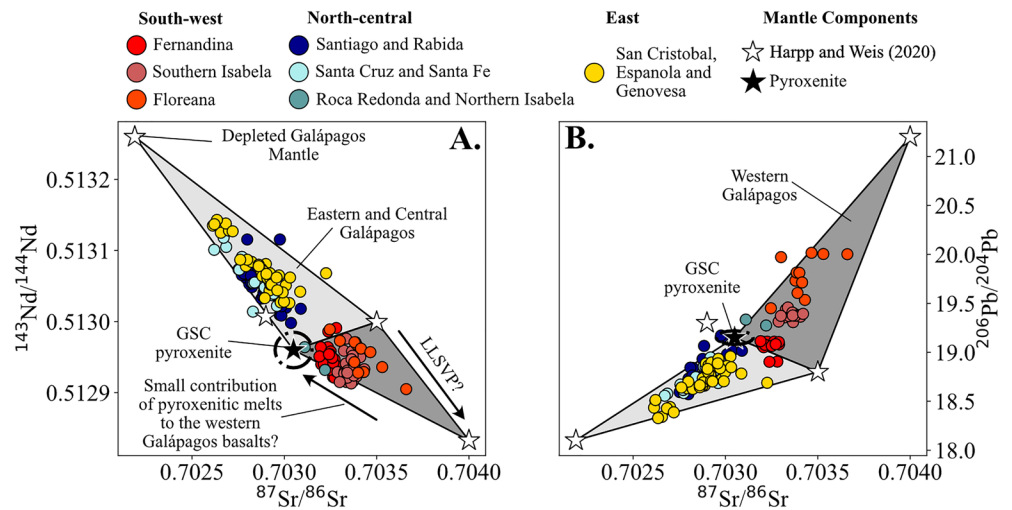 South-west
North-central
East
Mantle Components
Fernandina
Southern Isabela
Floreana
Santiago and Rabida
Santa Cruz and Santa Fe
Roca Redonda and Northern Isabela
San Cristobal,
Espanola and
Genovesa
Harpp and Weis (2020)
Pyroxenite
A.
Depleted Galápagos
Mantle
Eastern and Central
Galápagos
GSC
pyroxenite
LLSVP?
Small contribution
of pyroxenitic melts
to the western
Galápagos basalts?
0.5132
0.5131
0.5130
0.5129
143Nd/144Nd
0.7025
0.7030
0.7035
0.7040
87Sr/86Sr
B.
Western
Galápagos
GSC
pyroxenite
21.0
20.5
20.0
19.5
19.0
18.5
18.0
206Pb/204Pb
0.7025
0.7030
0.7035
0.7040
87Sr/86Sr